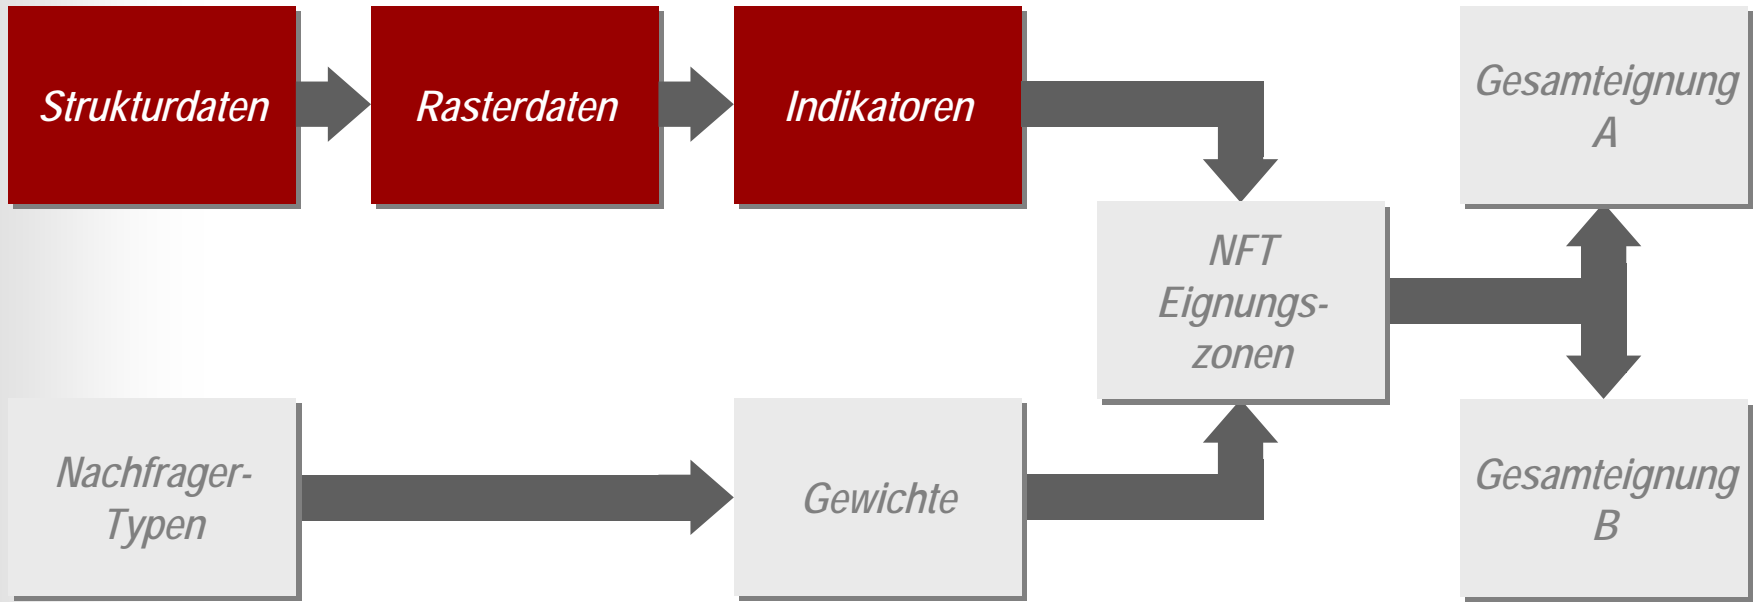 Strukturdaten
Rasterdaten
Indikatoren
Gesamteignung
A
NFT
Eignungs-
zonen
Nachfrager-
Typen
Gewichte
Gesamteignung
B